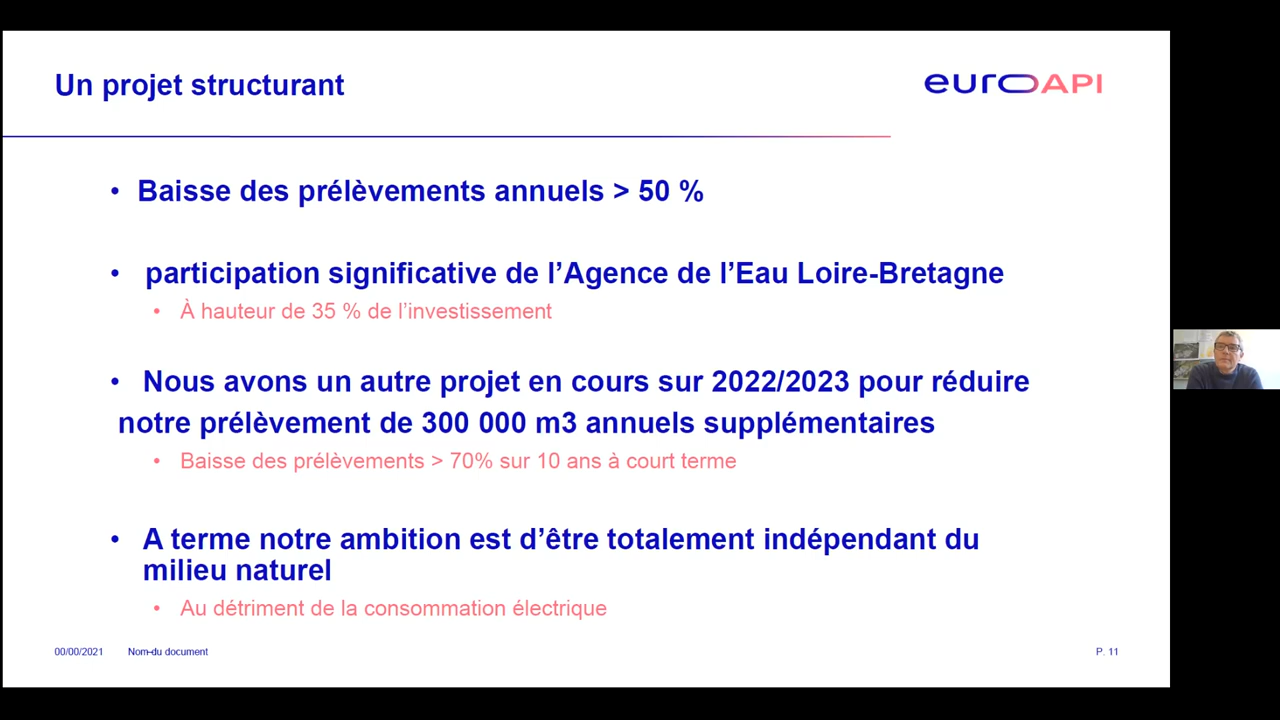 Un projet structurant
euroAPI
• Baisse des prélèvements annuels > 50 %
• participation significative de l’Agence de l’Eau Loire-Bretagne
• À hauteur de 35 % de l’investissement
• Nous avons un autre projet en cours sur 2022/2023 pour réduire
notre prélèvement de 300 000 m3 annuels supplémentaires
• Baisse des prélèvements > 70% sur 10 ans à court terme
• A terme notre ambition est d’être totalement indépendant du
milieu naturel
• Au détriment de la consommation électrique
00/00/2021 Nom-du document P. 11